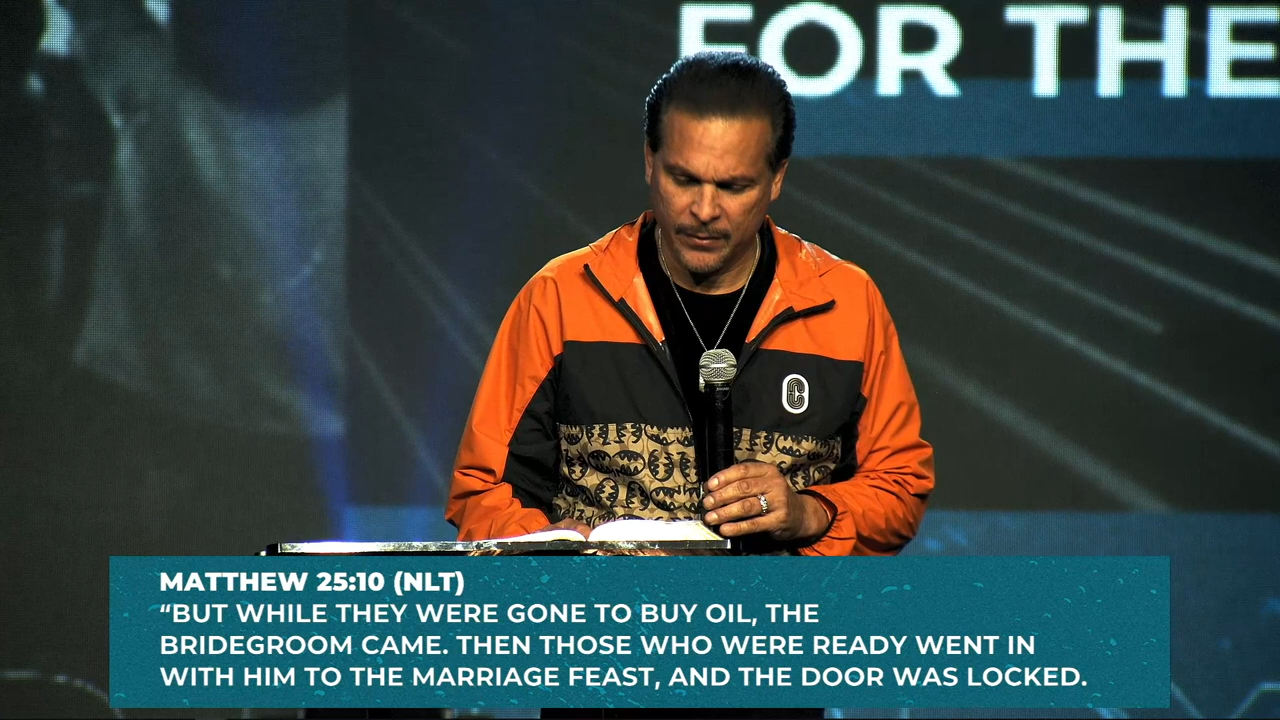 FOR THE
C
MATTHEW 25:10 (NLT)
“BUT WHILE THEY WERE GONE TO BUY OIL, THE
BRIDEGROOM CAME. THEN THOSE WHO WERE READY WENT IN
WITH HIM TO THE MARRIAGE FEAST, AND THE DOOR WAS LOCKED.